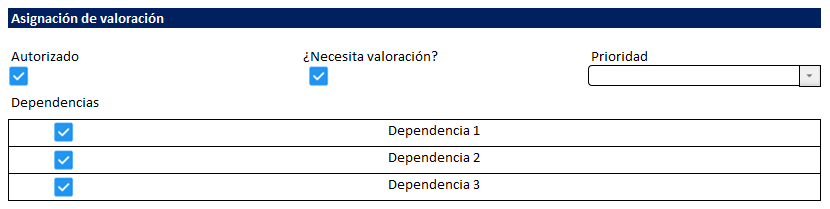 Asignación de valoración
Autorizado ¿Necesita valoración? Prioridad
Dependencias
Dependencia 1
Dependencia 2
Dependencia 3